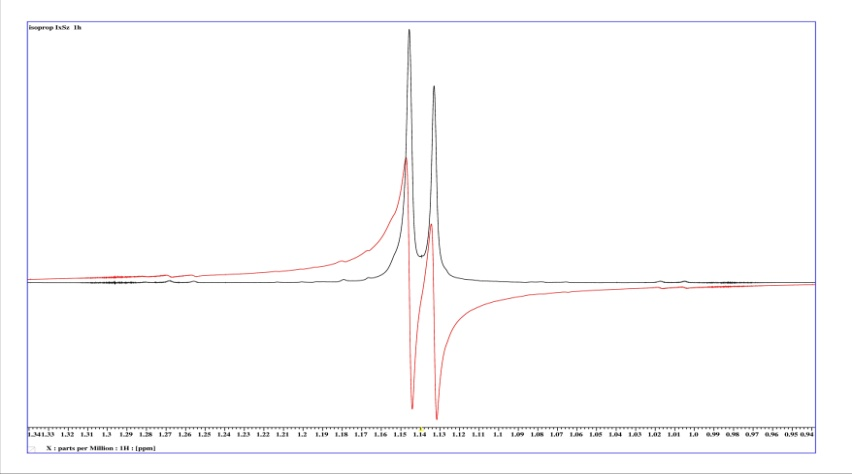 isoprop IxSz 1h
1.34 1.33 1.32 1.31 1.3 1.29 1.28 1.27 1.26 1.25 1.24 1.23 1.22 1.21 1.2 1.19 1.18 1.17 1.16 1.15 1.14 1.13 1.12 1.11 1.1 1.09 1.08 1.07 1.06 1.05 1.04 1.03 1.02 1.01 1.0 0.99 0.98 0.97 0.96 0.95 0.94
X : parts per Million : 1H : [ppm]